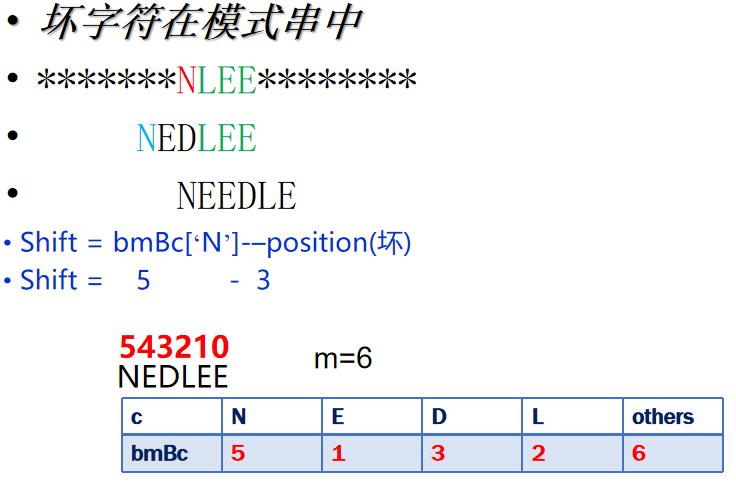 • 坏字符在模式串中
• *******NLEE********
• NEDLEE
• NEEDLE
• Shift = bmBc[‘N’]-–position(坏)
• Shift = 5 - 3
543210
NEDLEE
m=6
c N E D L others
bmBc 5 1 3 2 6